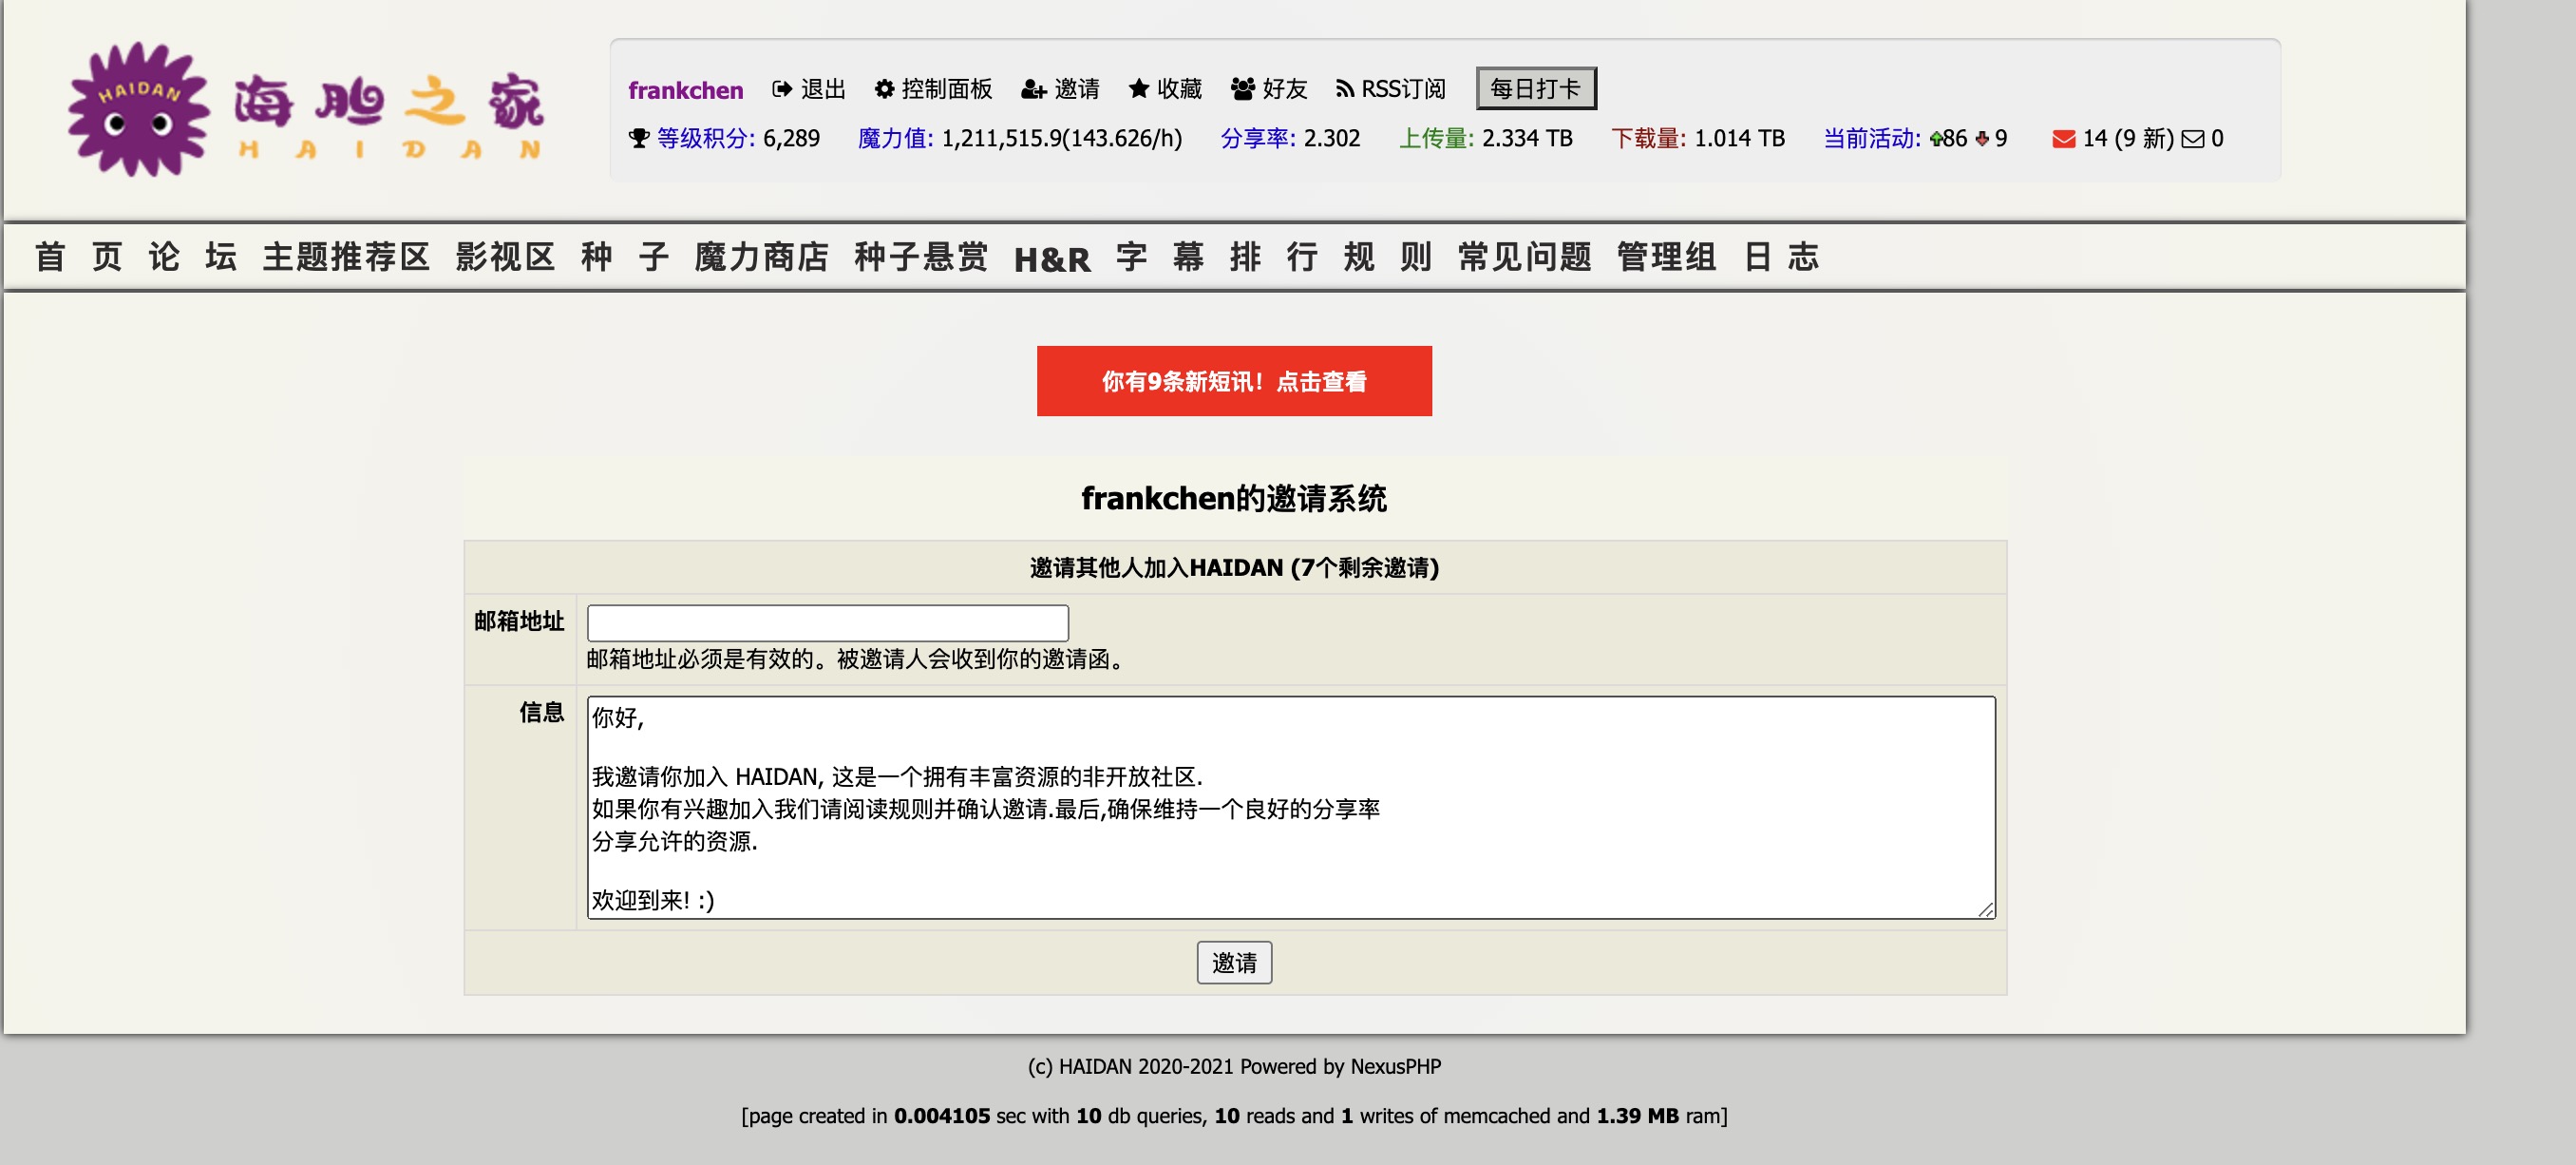 HAIDAN
海胆之家
HAIDAN
frankchen 退出 控制面板 邀请 收藏 好友 RSS订阅 每日打卡
等级积分: 6,289 魔力值: 1,211,515.9(143.626/h) 分享率: 2.302 上传量: 2.334 TB 下载量: 1.014 TB 当前活动: 86 9 14 (9 新) 0
首 页 论 坛 主题推荐区 影视区 种 子 魔力商店 种子悬赏 H&R 字 幕 排 行 规 则 常见问题 管理组 日 志
你有9条新短讯！点击查看
frankchen的邀请系统
邀请其他人加入HAIDAN (7个剩余邀请)
邮箱地址
邮箱地址必须是有效的。被邀请人会收到你的邀请函。
信息
你好,
我邀请你加入 HAIDAN, 这是一个拥有丰富资源的非开放社区.
如果你有兴趣加入我们请阅读规则并确认邀请.最后,确保维持一个良好的分享率
分享允许的资源.
欢迎到来! :)
邀请
(c) HAIDAN 2020-2021 Powered by NexusPHP
[page created in 0.004105 sec with 10 db queries, 10 reads and 1 writes of memcached and 1.39 MB ram]